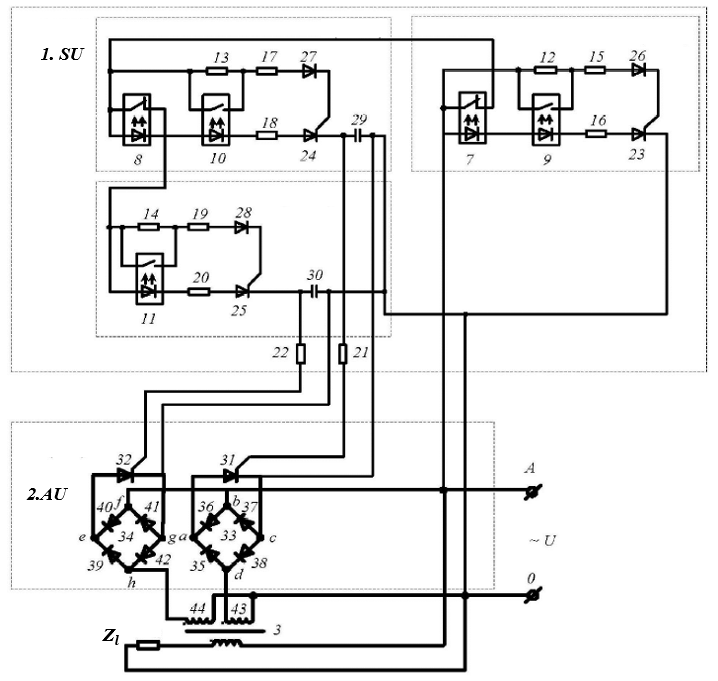 1. SU
13 17 27 12 15 26
18 29 16
8 10 24 7 9 23
14 19 28
20 30
11 25
22 21
32 31 A
2.AU
40 f 41 36 b 37
e 34 g a 33 c
~ U
39 42 35 38
h d 0
44 43
3
Zl